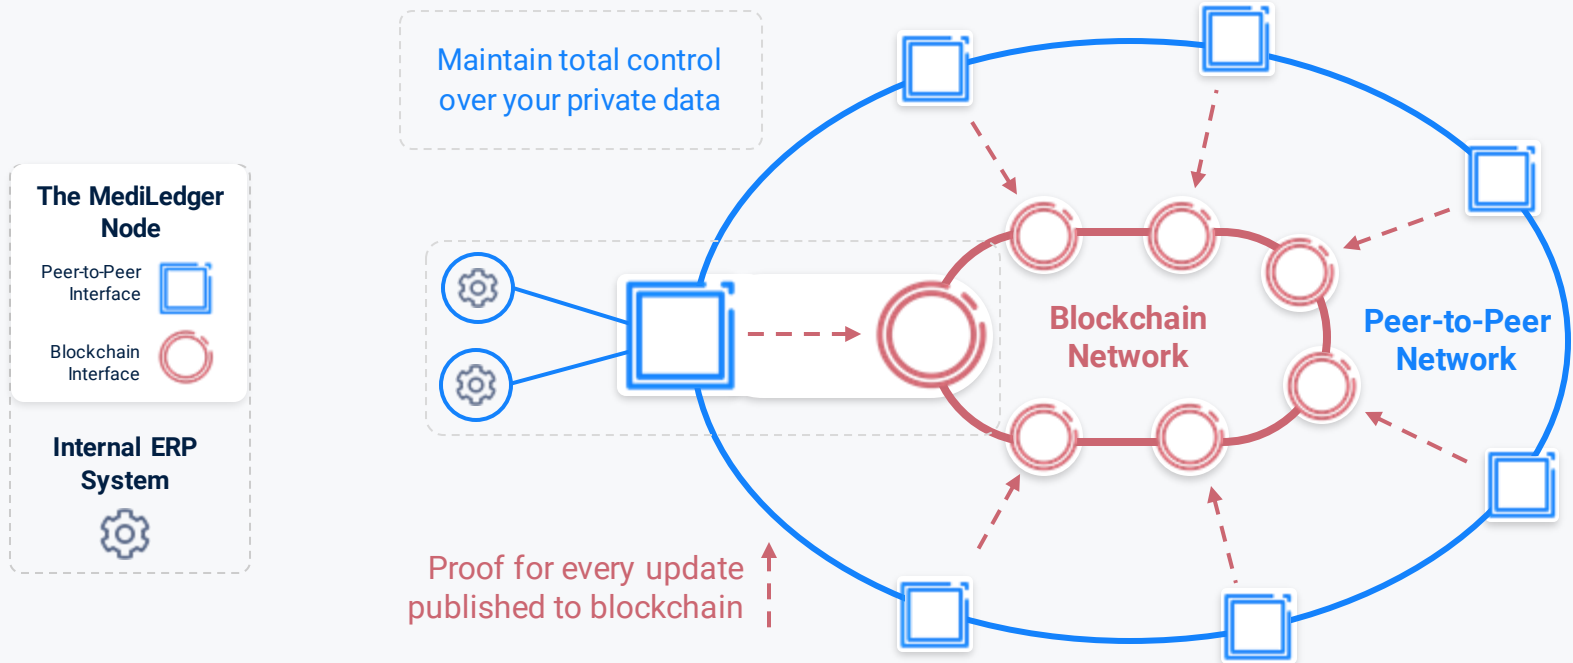 Maintain total control
over your private data
The MediLedger
Node
Peer-to-Peer
Interface
Blockchain
Interface
Internal ERP
System
Blockchain
Network
Peer-to-Peer
Network
Proof for every update
published to blockchain